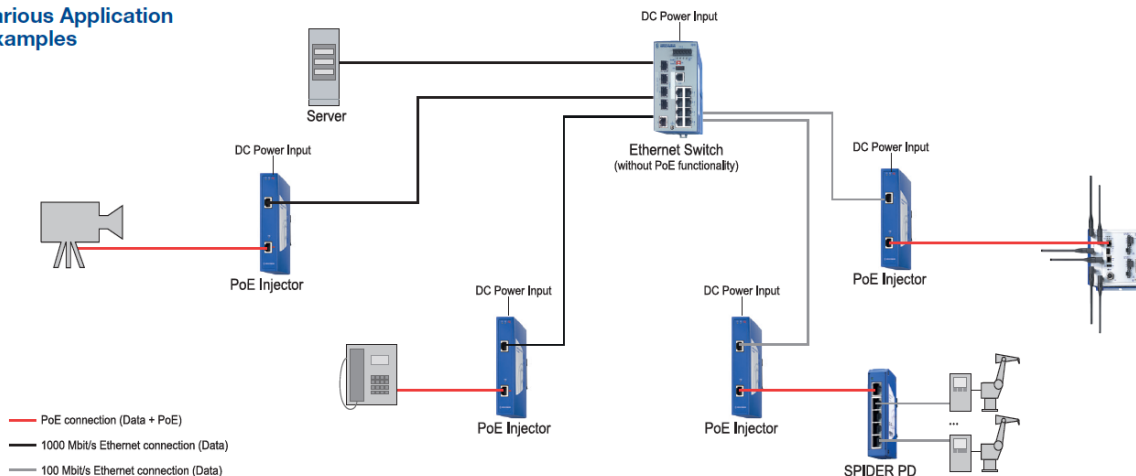 arious Application
xamples
DC Power Input
Server
Ethernet Switch
(without PoE functionality)
DC Power Input
PoE Injector
DC Power Input
PoE Injector
DC Power Input
PoE Injector
DC Power Input
PoE Injector
...
SPIDER PD
PoE connection (Data + PoE)
1000 Mbit/s Ethernet connection (Data)
100 Mbit/s Ethernet connection (Data)